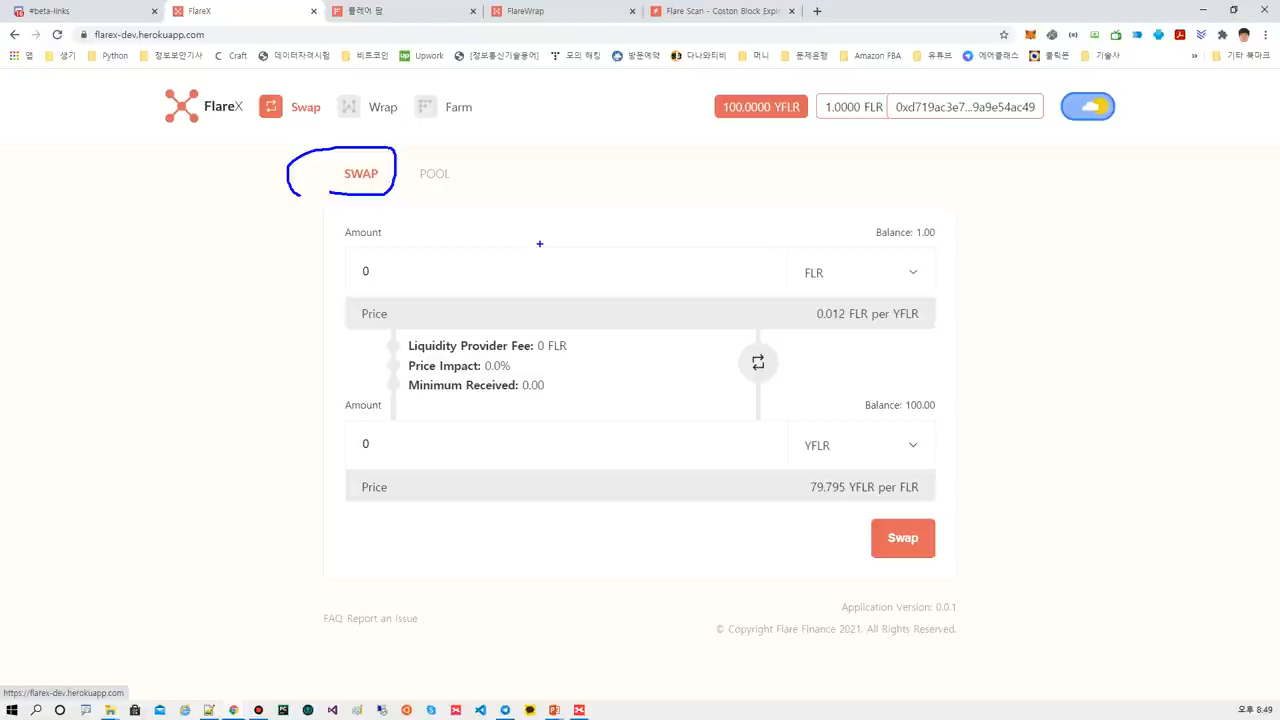 #beta-links
FlareX
플레어 팜
FlareWrap
Flare Scan - Coston Block Explo
flarex-dev.herokuapp.com
앱
생기
Python
정보보안기사
Craft
데이터자격시험
비트코인
Upwork
[정보통신기술용어]
모의 해킹
방문예약
다나와티비
머니
문제은행
Amazon FBA
유튜브
에어클래스
클릭몬
기술사
기타 북마크
FlareX
Swap
Wrap
Farm
100.0000 YFLR
1.0000 FLR
0xd719ac3e7...9a9e54ac49
SWAP
POOL
Amount
Balance: 1.00
0
FLR
Price
0.012 FLR per YFLR
Liquidity Provider Fee: 0 FLR
Price Impact: 0.0%
Minimum Received: 0.00
Amount
Balance: 100.00
0
YFLR
Price
79.795 YFLR per FLR
Swap
FAQ Report an Issue
Application Version: 0.0.1
© Copyright Flare Finance 2021. All Rights Reserved.
https://flarex-dev.herokuapp.com
오후 8:49